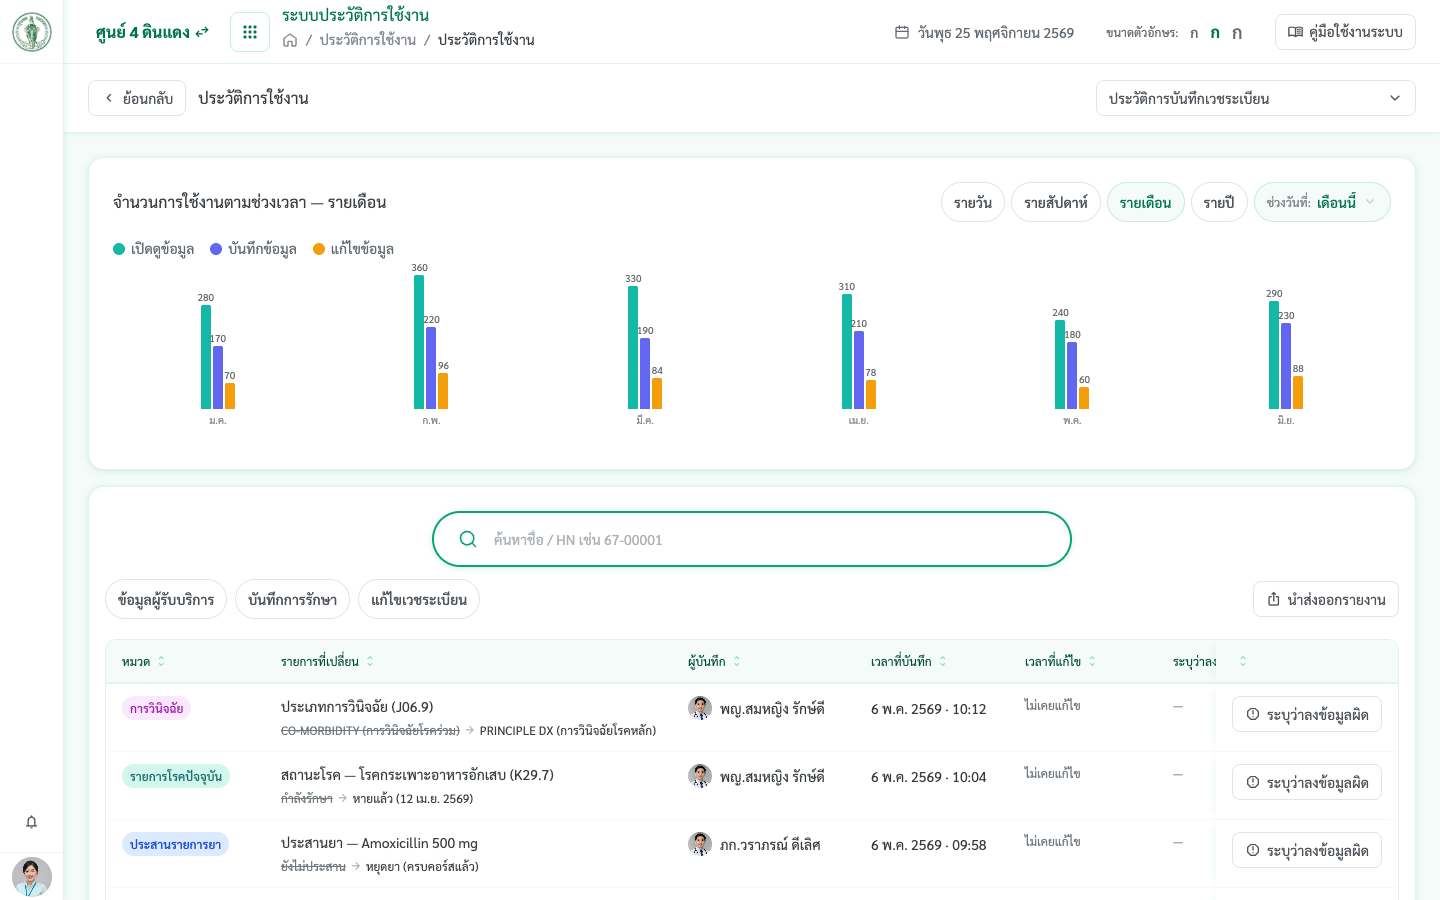 ศูนย์ 4 ดินแดง
ระบบประวัติการใช้งาน
/ ประวัติการใช้งาน / ประวัติการใช้งาน
วันพุธ 25 พฤศจิกายน 2569
ขนาดตัวอักษร: ก ก ก
คู่มือใช้งานระบบ
ย้อนกลับ
ประวัติการใช้งาน
ประวัติการบันทึกเวชระเบียน
จำนวนการใช้งานตามช่วงเวลา — รายเดือน
รายวัน
รายสัปดาห์
รายเดือน
รายปี
ช่วงวันที่: เดือนนี้
เปิดดูข้อมูล
บันทึกข้อมูล
แก้ไขข้อมูล
280 170 70
360 220 96
330 190 84
310 210 78
240 180 60
290 230 88
ม.ค. ก.พ. มี.ค. เม.ย. พ.ค. มิ.ย.
ค้นหาชื่อ / HN เช่น 67-00001
ข้อมูลผู้รับบริการ
บันทึกการรักษา
แก้ไขเวชระเบียน
นำส่งออกรายงาน
หมวด รายการที่เปลี่ยน ผู้บันทึก เวลาที่บันทึก เวลาที่แก้ไข ระบุว่าลง
การวินิจฉัย ประเภทการวินิจฉัย (J06.9) พญ.สมหญิง รักษ์ดี 6 พ.ค. 2569 · 10:12 ไม่เคยแก้ไข — ระบุว่าลงข้อมูลผิด
CO-MORBIDITY (การวินิจฉัยโรคร่วม) → PRINCIPLE DX (การวินิจฉัยโรคหลัก)
รายการโรคปัจจุบัน สถานะโรค — โรคกระเพาะอาหารอักเสบ (K29.7) พญ.สมหญิง รักษ์ดี 6 พ.ค. 2569 · 10:04 ไม่เคยแก้ไข — ระบุว่าลงข้อมูลผิด
กำลังรักษา → หายแล้ว (12 เม.ย. 2569)
ประสานรายการยา ประสานยา — Amoxicillin 500 mg ภก.วราภรณ์ ดีเลิศ 6 พ.ค. 2569 · 09:58 ไม่เคยแก้ไข — ระบุว่าลงข้อมูลผิด
ยังไม่ประสาน → หยุดยา (ครบคอร์สแล้ว)